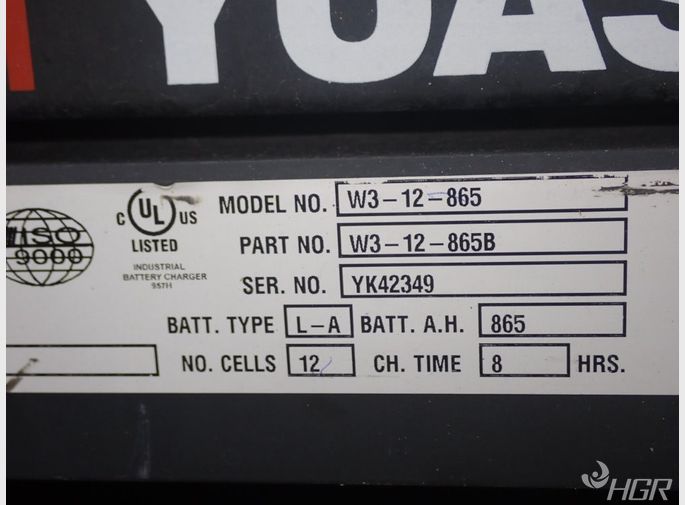 YUAS
C UL US
LISTED
INDUSTRIAL
BATTERY CHARGER
957H
ISO
9000
MODEL NO. W3-12-865
PART NO. W3-12-865B
SER. NO. YK42349
BATT. TYPE L-A BATT. A.H. 865
NO. CELLS 12 CH. TIME 8 HRS.
HGR